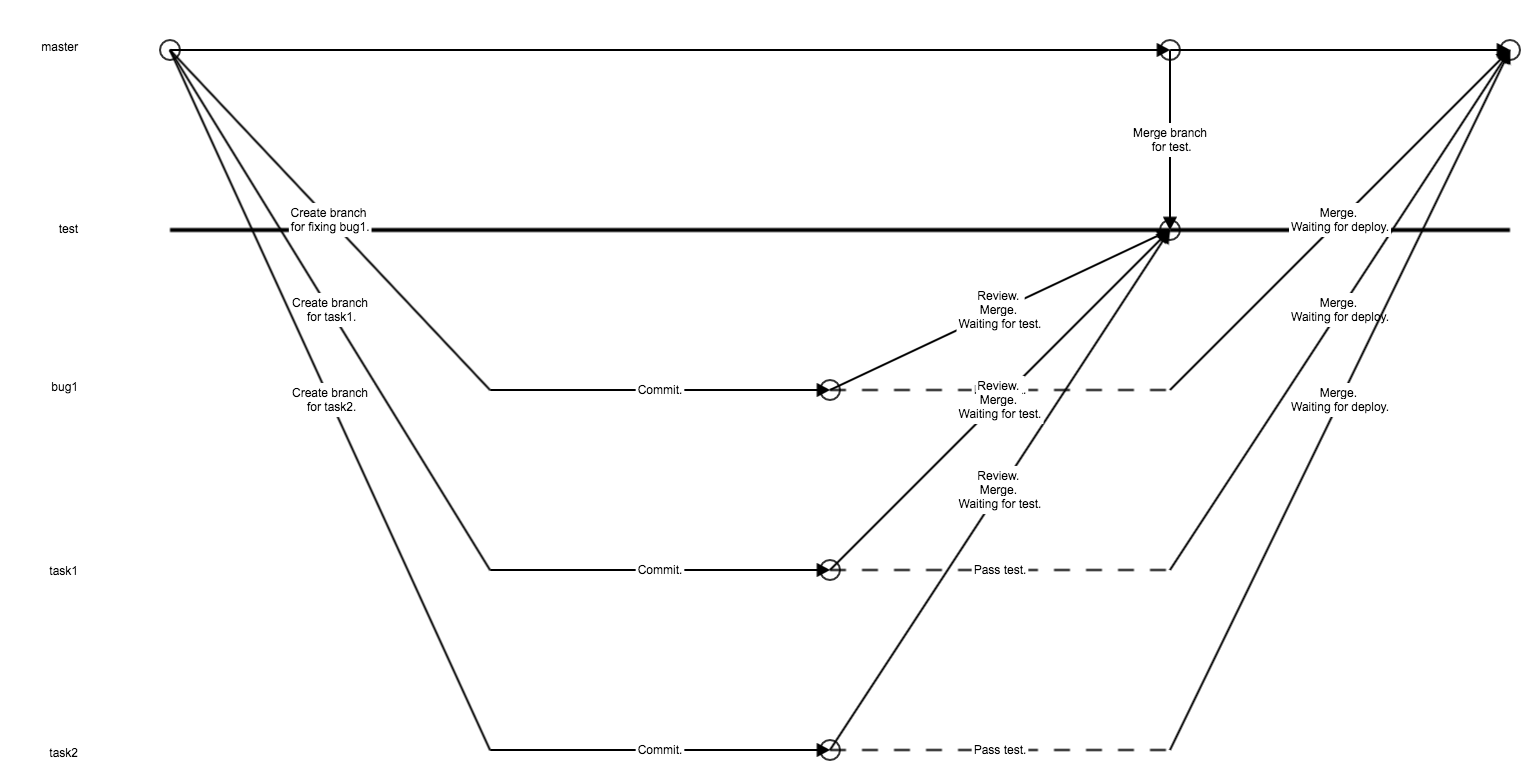 master
Merge branch
for test.
test
Create branch
for fixing bug1.
Merge.
Waiting for deploy.
Create branch
for task1.
Review.
Merge.
Waiting for test.
Merge.
Waiting for deploy.
bug1
Create branch
for task2.
Commit.
Review.
Merge.
Waiting for test.
Merge.
Waiting for deploy.
Review.
Merge.
Waiting for test.
task1
Commit.
Pass test.
task2
Commit.
Pass test.